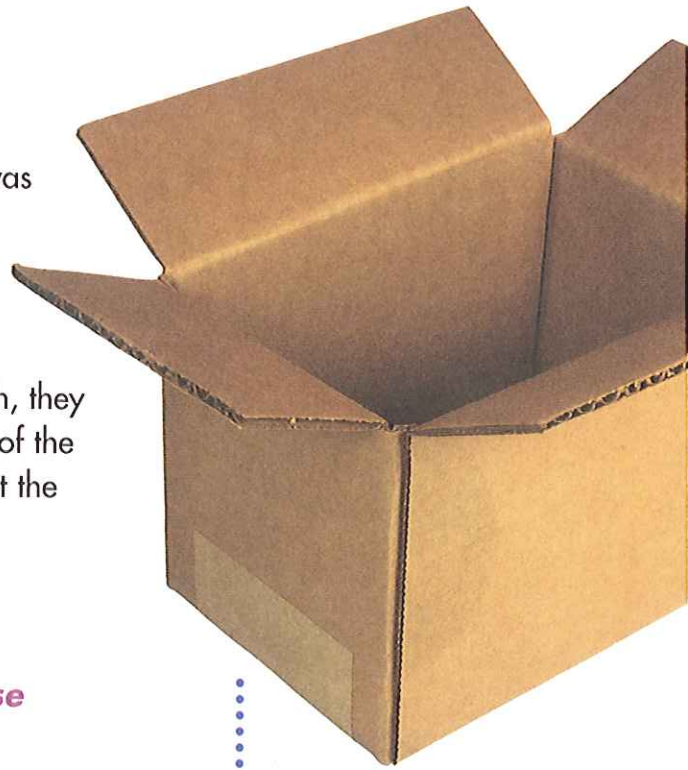 vas
h, they
of the
t the
se